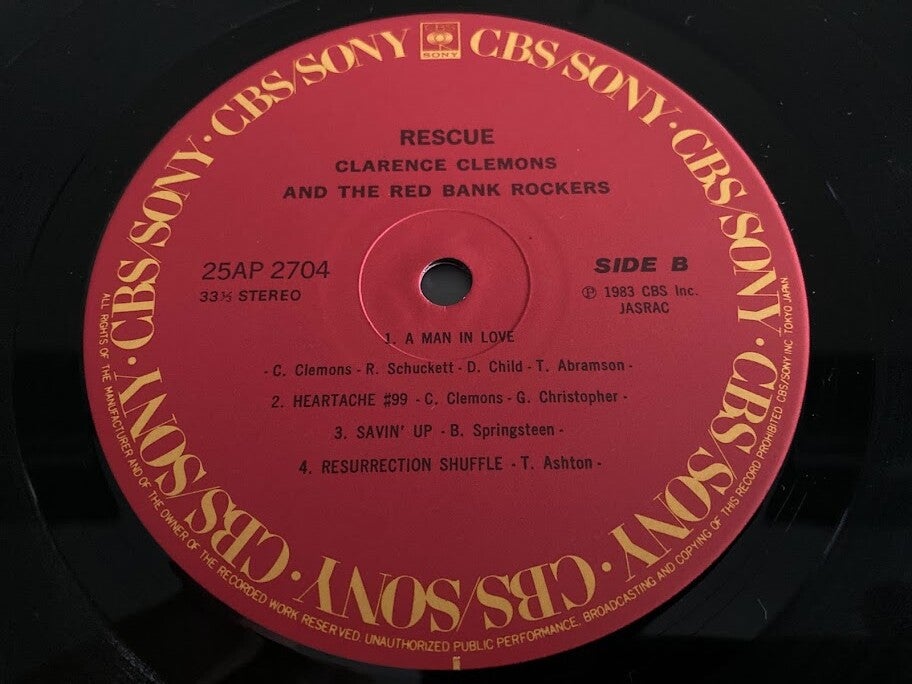 CBS/SONY · CBS/SONY · CBS/SONY · CBS/SONY · CBS/SONY · CBS/SONY · CBS/SONY · CBS/SONY
CBS
SONY
RESCUE
CLARENCE CLEMONS
AND THE RED BANK ROCKERS
25AP 2704
33⅓ STEREO
SIDE B
Ⓟ 1983 CBS Inc.
JASRAC
1. A MAN IN LOVE
- C. Clemons - R. Schuckett - D. Child - T. Abramson -
2. HEARTACHE #99 - C. Clemons - G. Christopher -
3. SAVIN' UP - B. Springsteen -
4. RESURRECTION SHUFFLE - T. Ashton -
ALL RIGHTS OF THE MANUFACTURER AND OF THE OWNER OF THE RECORDED WORK RESERVED. UNAUTHORIZED PUBLIC PERFORMANCE, BROADCASTING AND COPYING OF THIS RECORD PROHIBITED CBS/SONY INC. TOKYO JAPAN